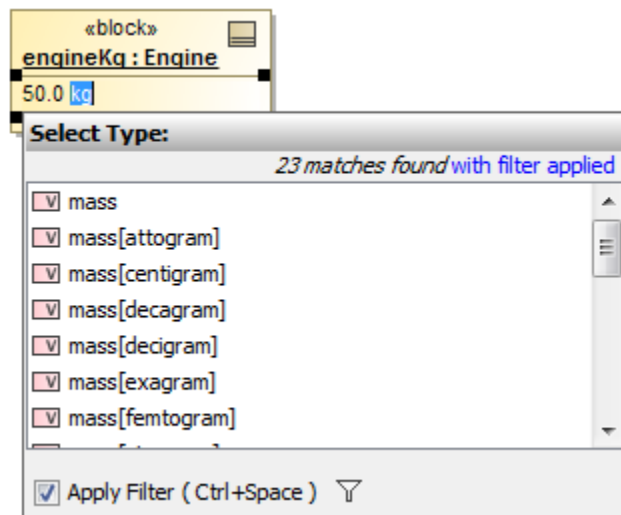 «block»
engineKg : Engine
50.0 kg
Select Type:
23 matches found with filter applied
V mass
V mass[attogram]
V mass[centigram]
V mass[decagram]
V mass[decigram]
V mass[exagram]
V mass[femtogram]
Apply Filter ( Ctrl+Space )